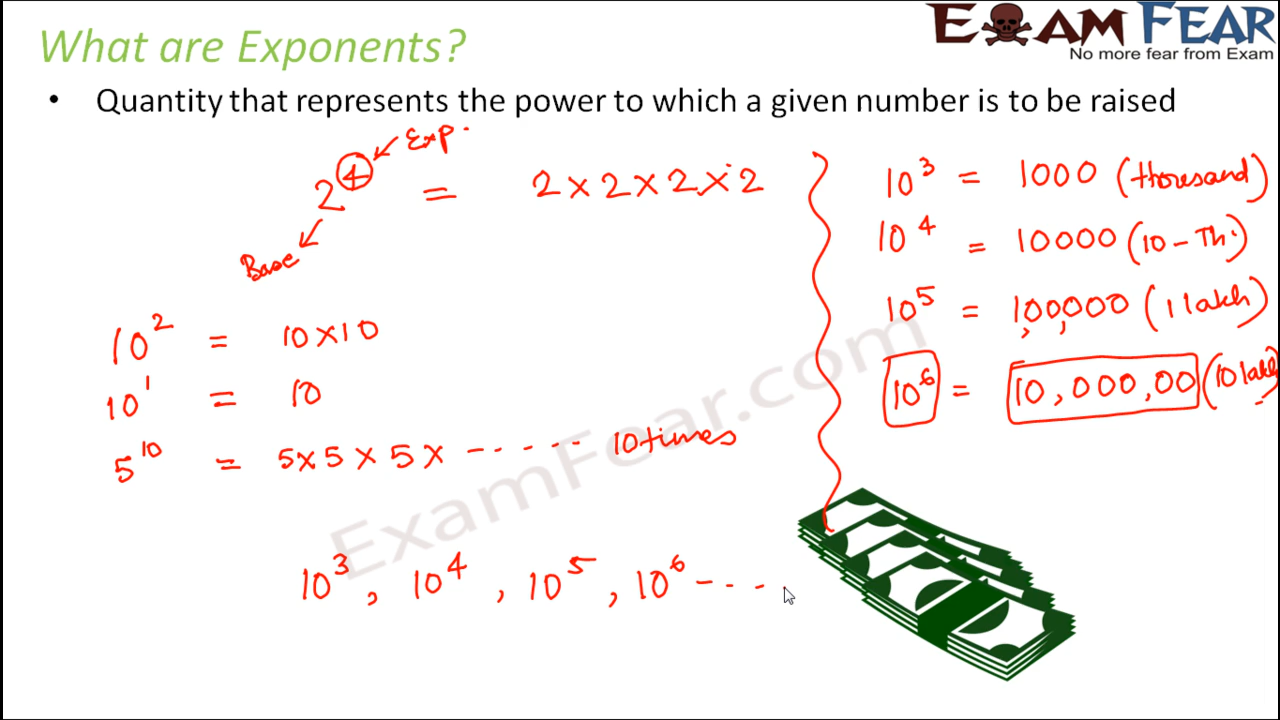 What are Exponents?
EXAM FEAR
No more fear from Exam
• Quantity that represents the power to which a given number is to be raised
Exp.
2⁴ = 2 × 2 × 2 × 2
Base
10² = 10 × 10
10¹ = 10
5¹⁰ = 5 × 5 × 5 × ------ 10 times
10³, 10⁴, 10⁵, 10⁶ ----
10³ = 1000 (thousand)
10⁴ = 10000 (10-Th.)
10⁵ = 1,00,000 (1 lakh)
10⁶ = 10,000,00 (10 lakh)
ExamFear.com